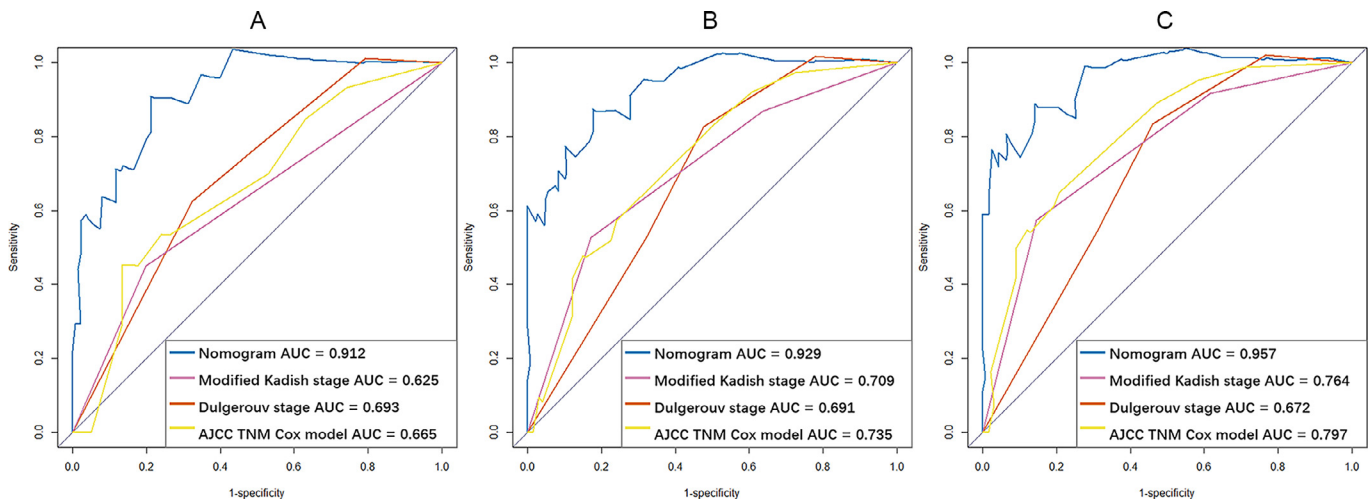 A
Sensitivity
1.0
0.8
0.6
0.4
0.2
0.0
Nomogram AUC = 0.912
Modified Kadish stage AUC = 0.625
Dulgerouv stage AUC = 0.693
AJCC TNM Cox model AUC = 0.665
0.0 0.2 0.4 0.6 0.8 1.0
1-specificity
B
Sensitivity
1.0
0.8
0.6
0.4
0.2
0.0
Nomogram AUC = 0.929
Modified Kadish stage AUC = 0.709
Dulgerouv stage AUC = 0.691
AJCC TNM Cox model AUC = 0.735
0.0 0.2 0.4 0.6 0.8 1.0
1-specificity
C
Sensitivity
1.0
0.8
0.6
0.4
0.2
0.0
Nomogram AUC = 0.957
Modified Kadish stage AUC = 0.764
Dulgerouv stage AUC = 0.672
AJCC TNM Cox model AUC = 0.797
0.0 0.2 0.4 0.6 0.8 1.0
1-specificity